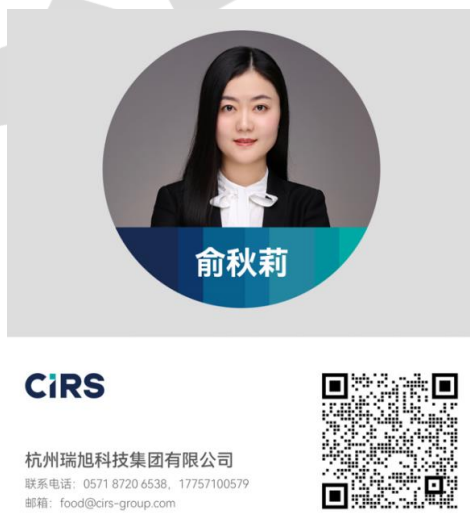 俞秋莉
CiRS
杭州瑞旭科技集团有限公司
联系电话：0571 8720 6538、17757100579
邮箱：food@cirs-group.com